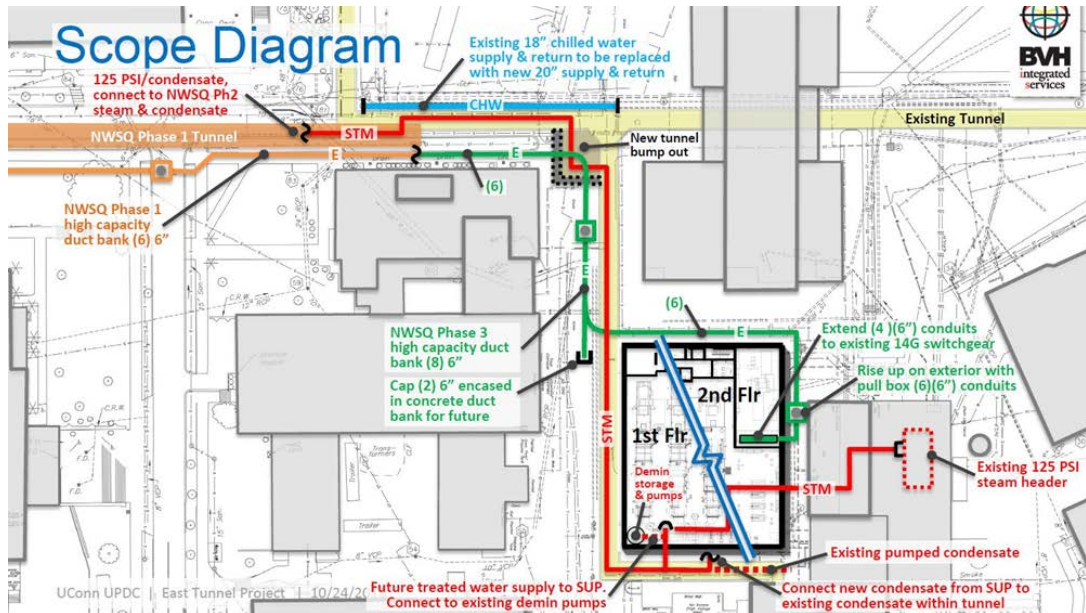 Scope Diagram
Existing 18” chilled water
supply & return to be replaced
with new 20” supply & return
BVH
integrated
services
125 PSI/condensate,
connect to NWSQ Ph2
steam & condensate
CHW
NWSQ Phase 1 Tunnel
STM
Existing Tunnel
New tunnel
bump out
E
E
(6)
NWSQ Phase 1
high capacity
duct bank (6) 6”
E
(6)
E
NWSQ Phase 3
high capacity duct
bank (8) 6”
Extend (4 )(6”) conduits
to existing 14G switchgear
Cap (2) 6” encased
in concrete duct
bank for future
Rise up on exterior with
pull box (6)(6”) conduits
2nd Flr
1st Flr
STM
Demin
storage
& pumps
STM
Existing 125 PSI
steam header
Existing pumped condensate
Future treated water supply to SUP.
Connect to existing demin pumps
Connect new condensate from SUP to
existing condensate within tunnel
UConn UPDC | East Tunnel Project | 10/24/20